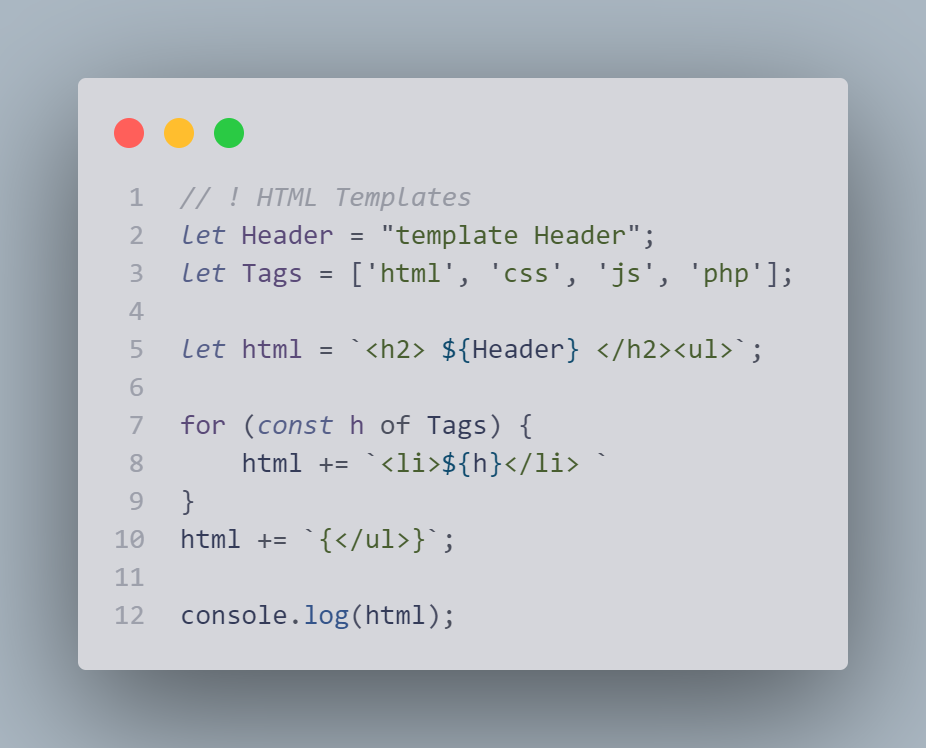 1 // ! HTML Templates
2 let Header = "template Header";
3 let Tags = ['html', 'css', 'js', 'php'];
4
5 let html = `<h2> ${Header} </h2><ul>`;
6
7 for (const h of Tags) {
8     html += `<li>${h}</li> `
9 }
10 html += `{</ul>}`;
11
12 console.log(html);